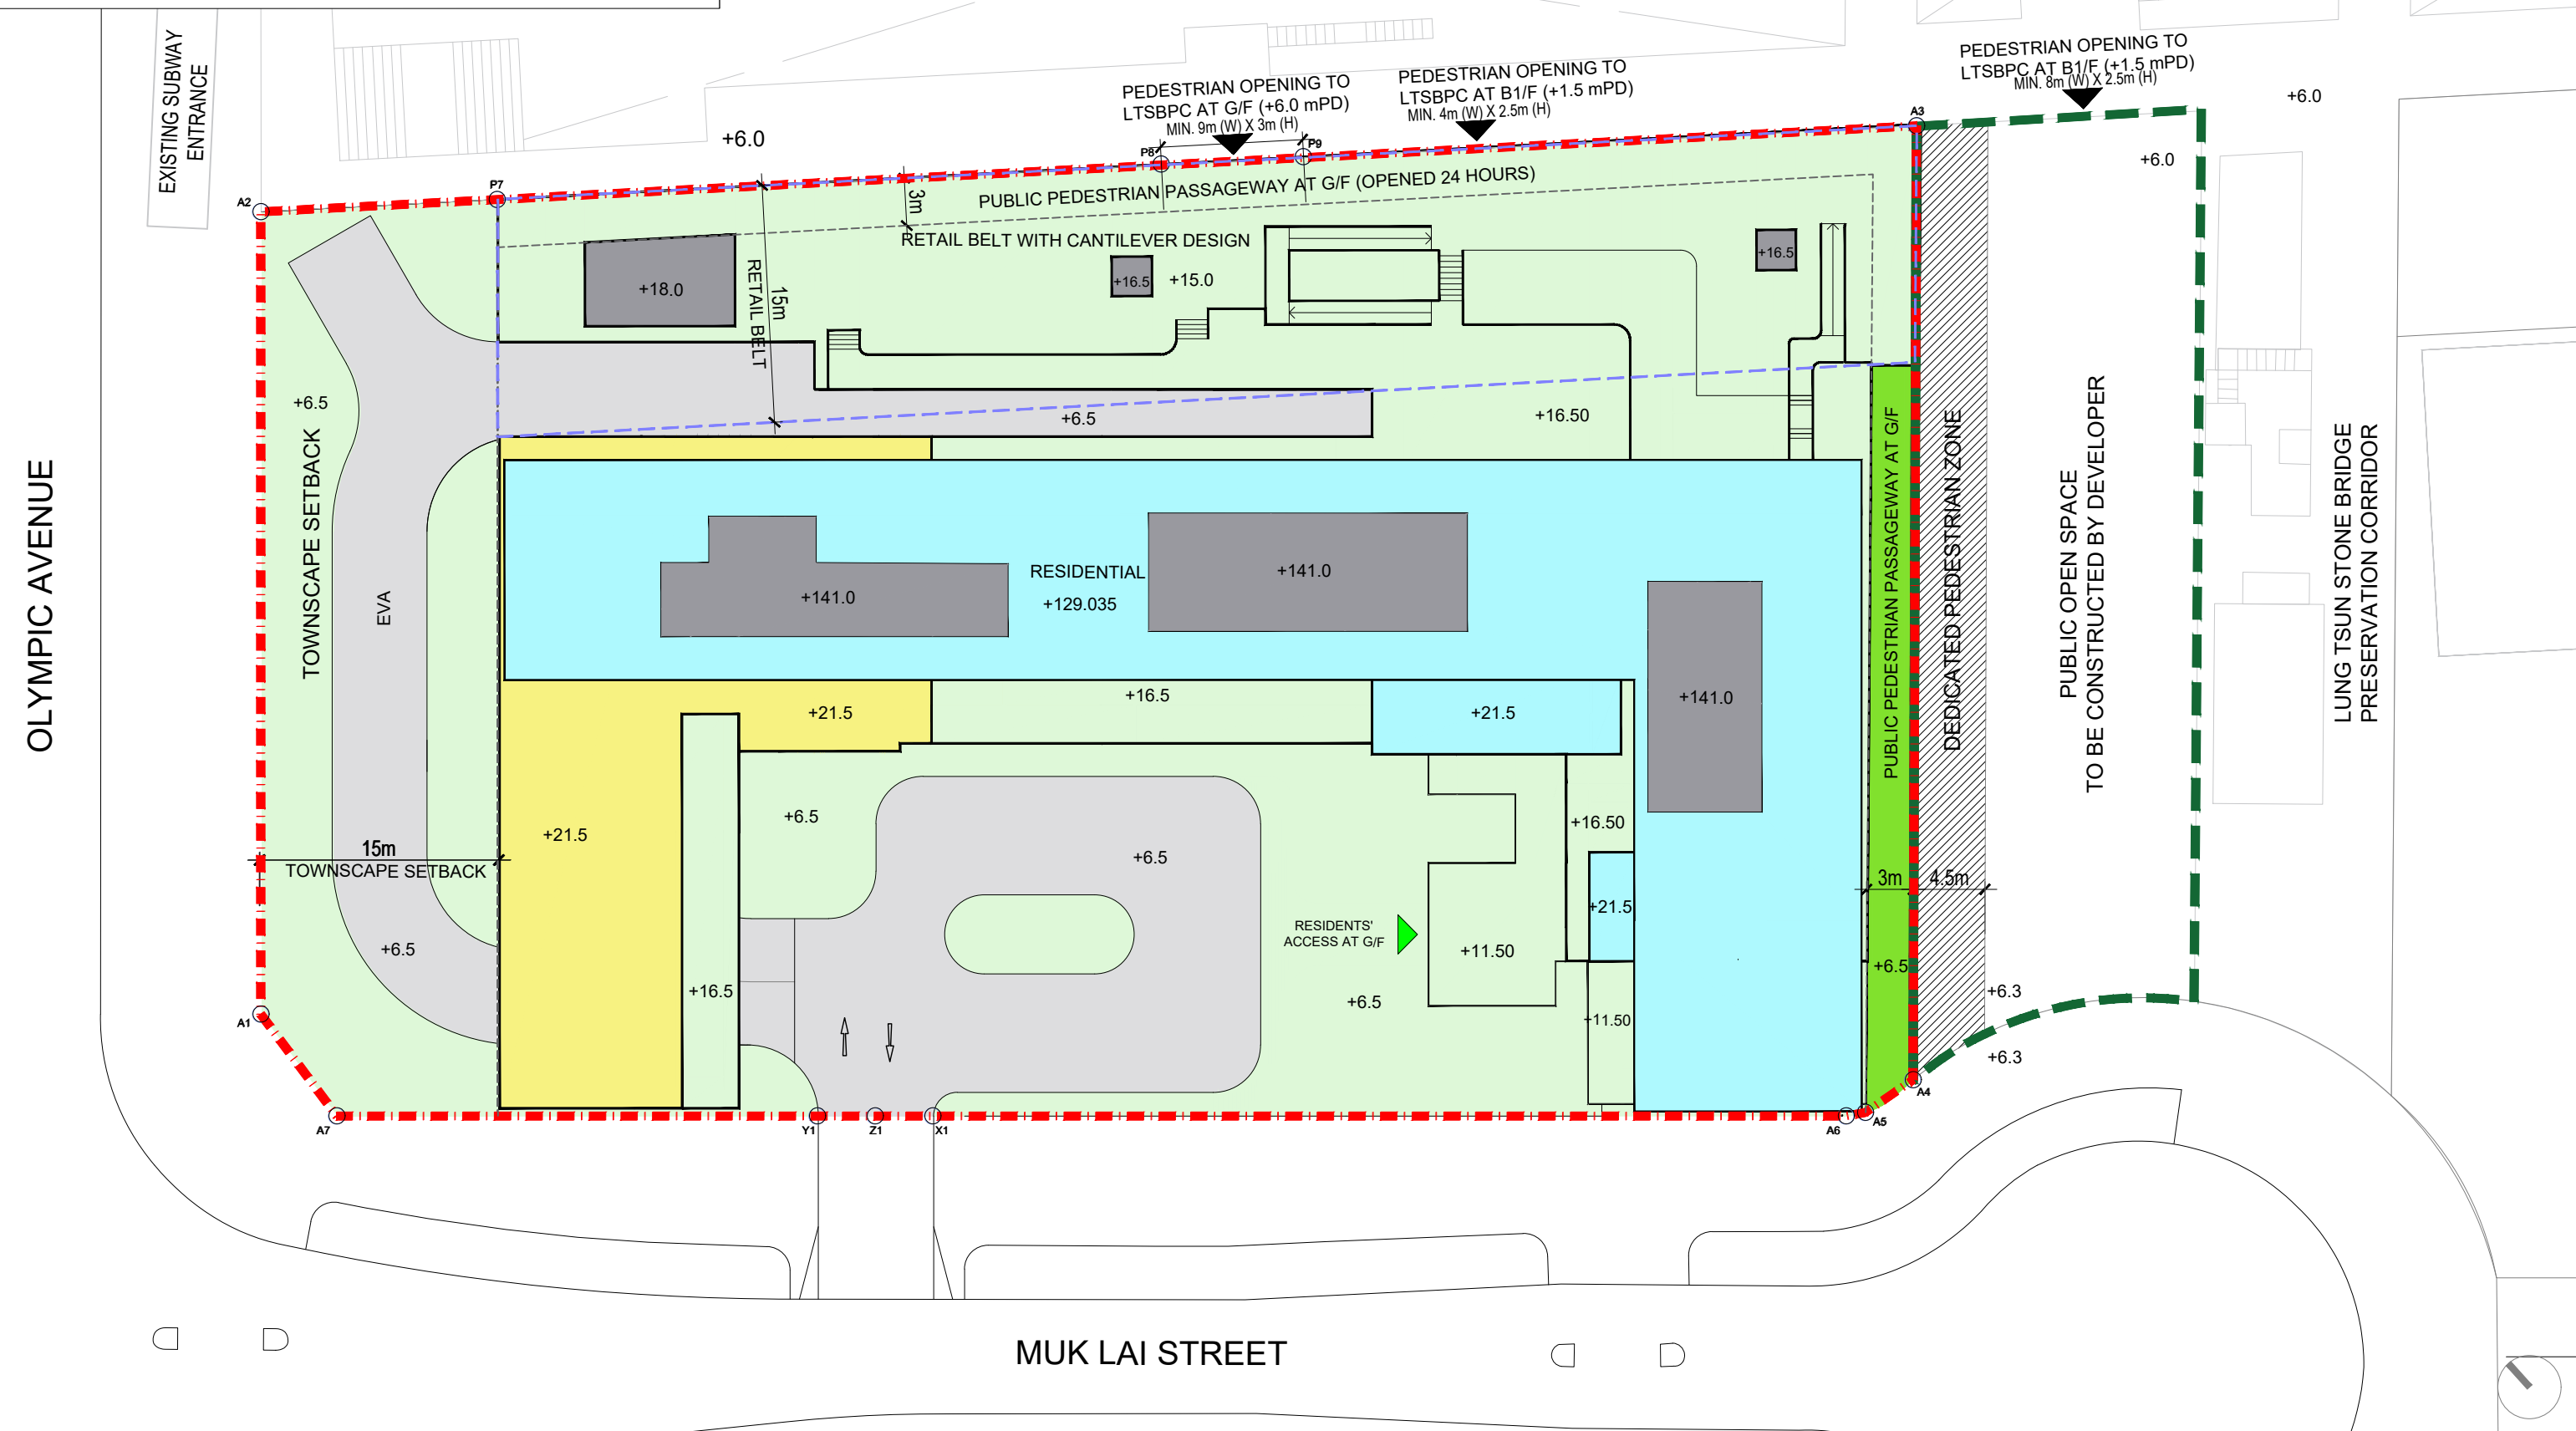 EXISTING SUBWAY
ENTRANCE
PEDESTRIAN OPENING TO
LTSBPC AT G/F (+6.0 mPD)
MIN. 9m (W) X 3m (H)
PEDESTRIAN OPENING TO
LTSBPC AT B1/F (+1.5 mPD)
MIN. 4m (W) X 2.5m (H)
PEDESTRIAN OPENING TO
LTSBPC AT B1/F (+1.5 mPD)
MIN. 8m (W) X 2.5m (H)
+6.0
+6.0
+6.0
A2
P7
P8
P9
A3
3m
PUBLIC PEDESTRIAN PASSAGEWAY AT G/F (OPENED 24 HOURS)
RETAIL BELT WITH CANTILEVER DESIGN
+18.0
15m
RETAIL BELT
+16.5
+15.0
+16.5
+6.5
+6.5
+16.50
OLYMPIC AVENUE
TOWNSCAPE SETBACK
EVA
RESIDENTIAL
+129.035
+141.0
+141.0
+141.0
PUBLIC PEDESTRIAN PASSAGEWAY AT G/F
DEDICATED PEDESTRIAN ZONE
PUBLIC OPEN SPACE
TO BE CONSTRUCTED BY DEVELOPER
LUNG TSUN STONE BRIDGE
PRESERVATION CORRIDOR
+21.5
+16.5
+21.5
+6.5
+21.5
+6.5
+16.50
15m
TOWNSCAPE SETBACK
3m
4.5m
+21.5
RESIDENTS'
ACCESS AT G/F
+6.5
+11.50
+6.5
+16.5
+6.5
+6.3
+11.50
+6.3
A1
A7
Y1
Z1
X1
A6
A5
A4
MUK LAI STREET